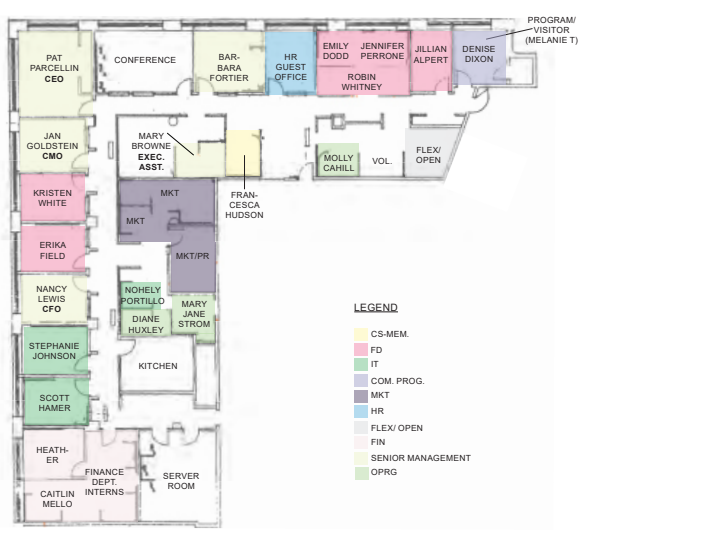 PROGRAM/
VISITOR
(MELANIE T)
PAT
PARCELLIN
CEO
CONFERENCE
BAR-
BARA
FORTIER
HR
GUEST
OFFICE
EMILY
DODD
JENNIFER
PERRONE
ROBIN
WHITNEY
JILLIAN
ALPERT
DENISE
DIXON
JAN
GOLDSTEIN
CMO
MARY
BROWNE
EXEC.
ASST.
MOLLY
CAHILL
VOL.
FLEX/
OPEN
KRISTEN
WHITE
MKT
MKT
FRAN-
CESCA
HUDSON
ERIKA
FIELD
MKT/PR
NANCY
LEWIS
CFO
NOHELY
PORTILLO
DIANE
HUXLEY
MARY
JANE
STROM
STEPHANIE
JOHNSON
KITCHEN
SCOTT
HAMER
HEATH-
ER
FINANCE
DEPT.
INTERNS
CAITLIN
MELLO
SERVER
ROOM
LEGEND
CS-MEM.
FD
IT
COM. PROG.
MKT
HR
FLEX/ OPEN
FIN
SENIOR MANAGEMENT
OPRG